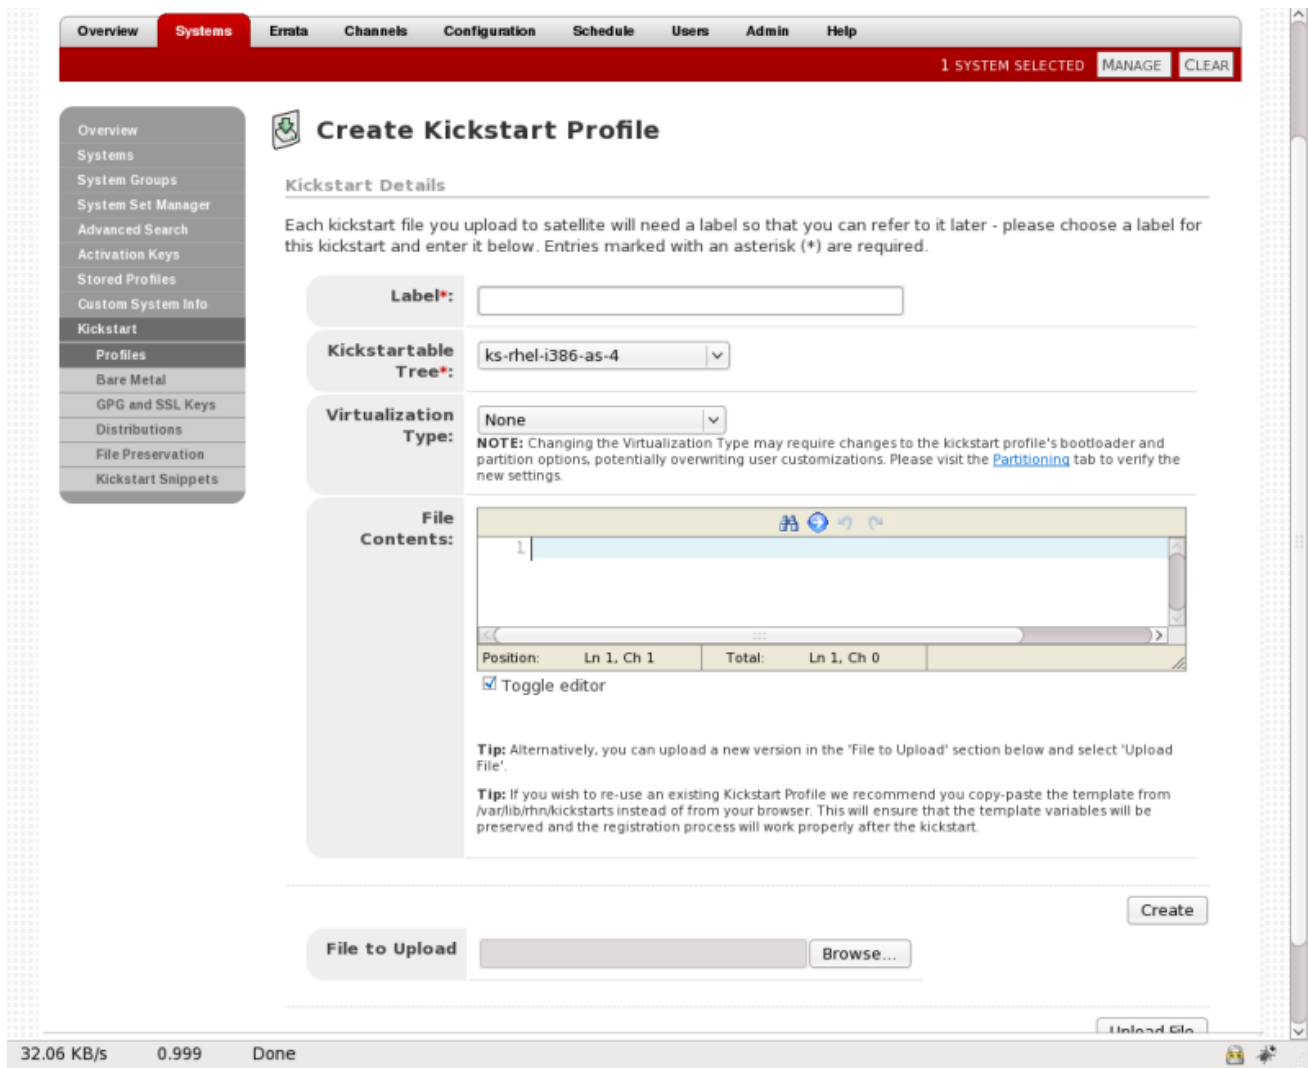 Overview Systems Errata Channels Configuration Schedule Users Admin Help
1 SYSTEM SELECTED MANAGE CLEAR
Overview
Systems
System Groups
System Set Manager
Advanced Search
Activation Keys
Stored Profiles
Custom System Info
Kickstart
Profiles
Bare Metal
GPG and SSL Keys
Distributions
File Preservation
Kickstart Snippets
Create Kickstart Profile
Kickstart Details
Each kickstart file you upload to satellite will need a label so that you can refer to it later - please choose a label for
this kickstart and enter it below. Entries marked with an asterisk (*) are required.
Label*:
Kickstartable
Tree*:
ks-rhel-i386-as-4
Virtualization
Type:
None
NOTE: Changing the Virtualization Type may require changes to the kickstart profile's bootloader and
partition options, potentially overwriting user customizations. Please visit the Partitioning tab to verify the
new settings.
File
Contents:
1
Position: Ln 1, Ch 1 Total: Ln 1, Ch 0
Toggle editor
Tip: Alternatively, you can upload a new version in the 'File to Upload' section below and select 'Upload
File'.
Tip: If you wish to re-use an existing Kickstart Profile we recommend you copy-paste the template from
/var/lib/rhn/kickstarts instead of from your browser. This will ensure that the template variables will be
preserved and the registration process will work properly after the kickstart.
Create
File to Upload
Browse...
Upload File
32.06 KB/s 0.999 Done